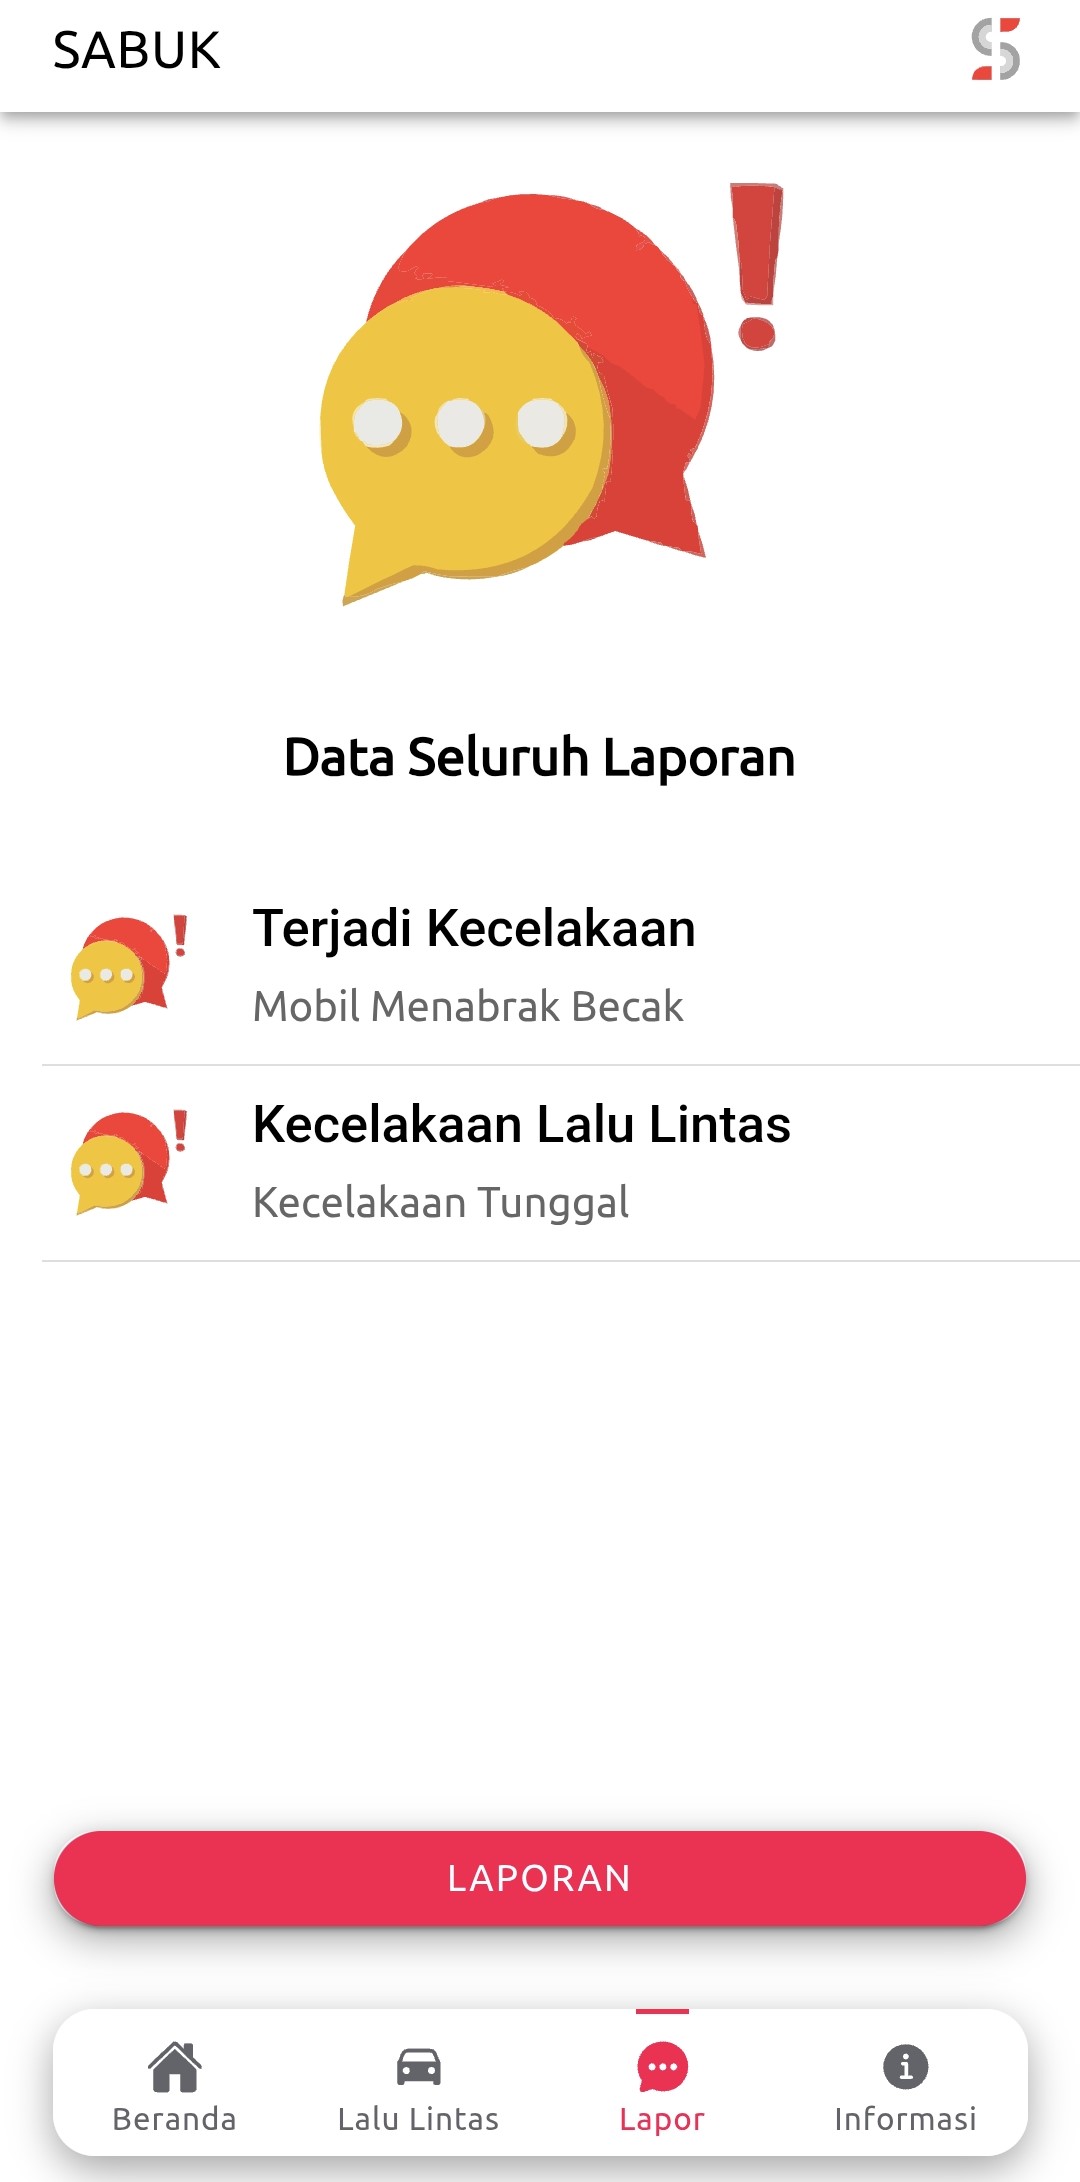 SABUK
Data Seluruh Laporan
Terjadi Kecelakaan
Mobil Menabrak Becak
Kecelakaan Lalu Lintas
Kecelakaan Tunggal
LAPORAN
Beranda
Lalu Lintas
Lapor
Informasi